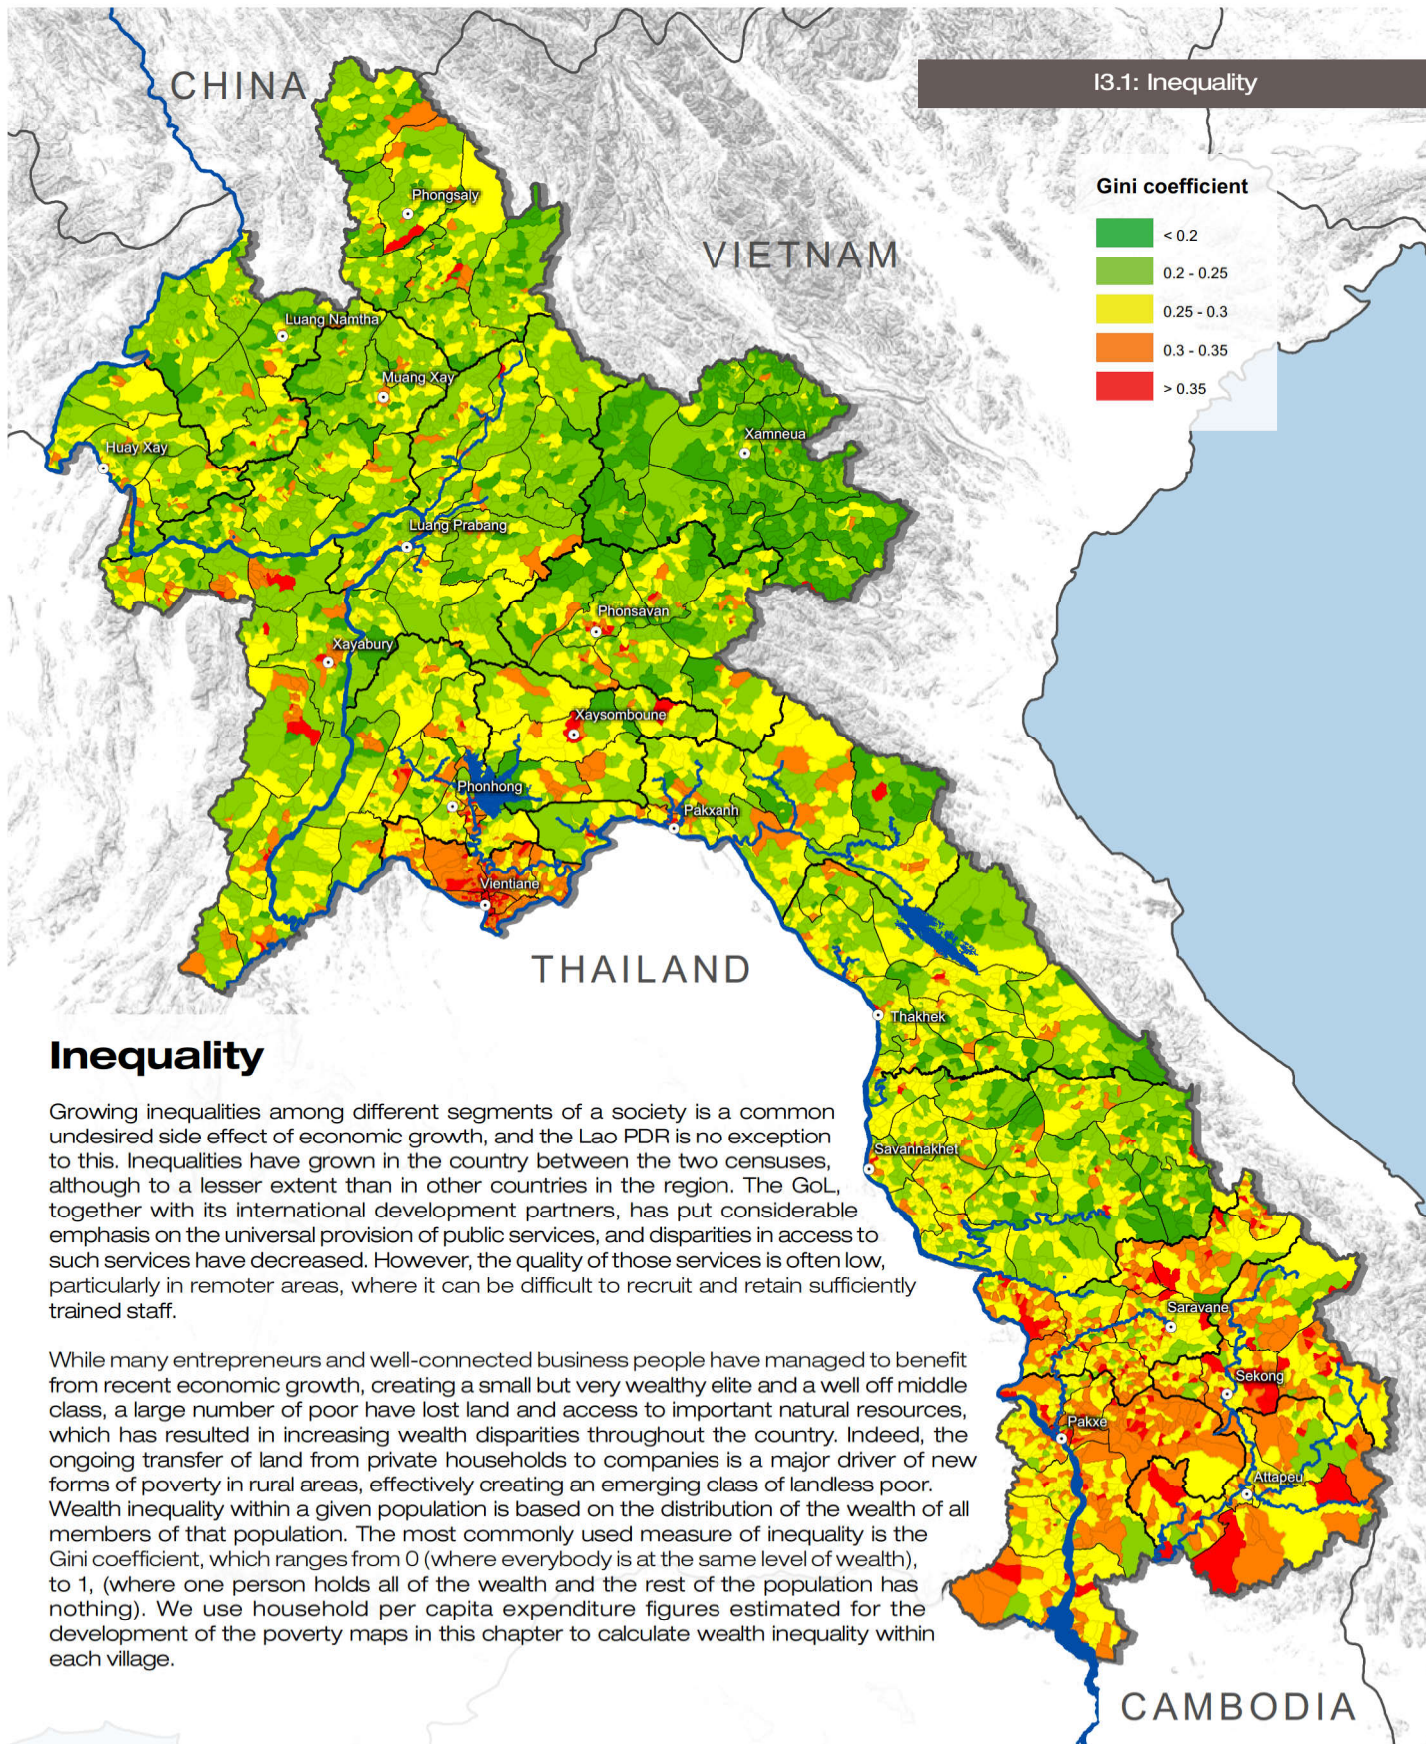 I3.1: Inequality
CHINA
VIETNAM
Gini coefficient
< 0.2
0.2 - 0.25
0.25 - 0.3
0.3 - 0.35
> 0.35
Phongsaly
Luang Namtha
Muang Xay
Huay Xay
Xamneua
Luang Prabang
Phonsavan
Xayabury
Xaysomboune
Phonhong
Pakxanh
Vientiane
THAILAND
Thakhek
Savannakhet
Saravane
Sekong
Pakxé
Attapeu
CAMBODIA
Inequality
Growing inequalities among different segments of a society is a common
undesired side effect of economic growth, and the Lao PDR is no exception
to this. Inequalities have grown in the country between the two censuses,
although to a lesser extent than in other countries in the region. The GoL,
together with its international development partners, has put considerable
emphasis on the universal provision of public services, and disparities in access to
such services have decreased. However, the quality of those services is often low,
particularly in remoter areas, where it can be difficult to recruit and retain sufficiently
trained staff.
While many entrepreneurs and well-connected business people have managed to benefit
from recent economic growth, creating a small but very wealthy elite and a well off middle
class, a large number of poor have lost land and access to important natural resources,
which has resulted in increasing wealth disparities throughout the country. Indeed, the
ongoing transfer of land from private households to companies is a major driver of new
forms of poverty in rural areas, effectively creating an emerging class of landless poor.
Wealth inequality within a given population is based on the distribution of the wealth of all
members of that population. The most commonly used measure of inequality is the
Gini coefficient, which ranges from 0 (where everybody is at the same level of wealth),
to 1, (where one person holds all of the wealth and the rest of the population has
nothing). We use household per capita expenditure figures estimated for the
development of the poverty maps in this chapter to calculate wealth inequality within
each village.